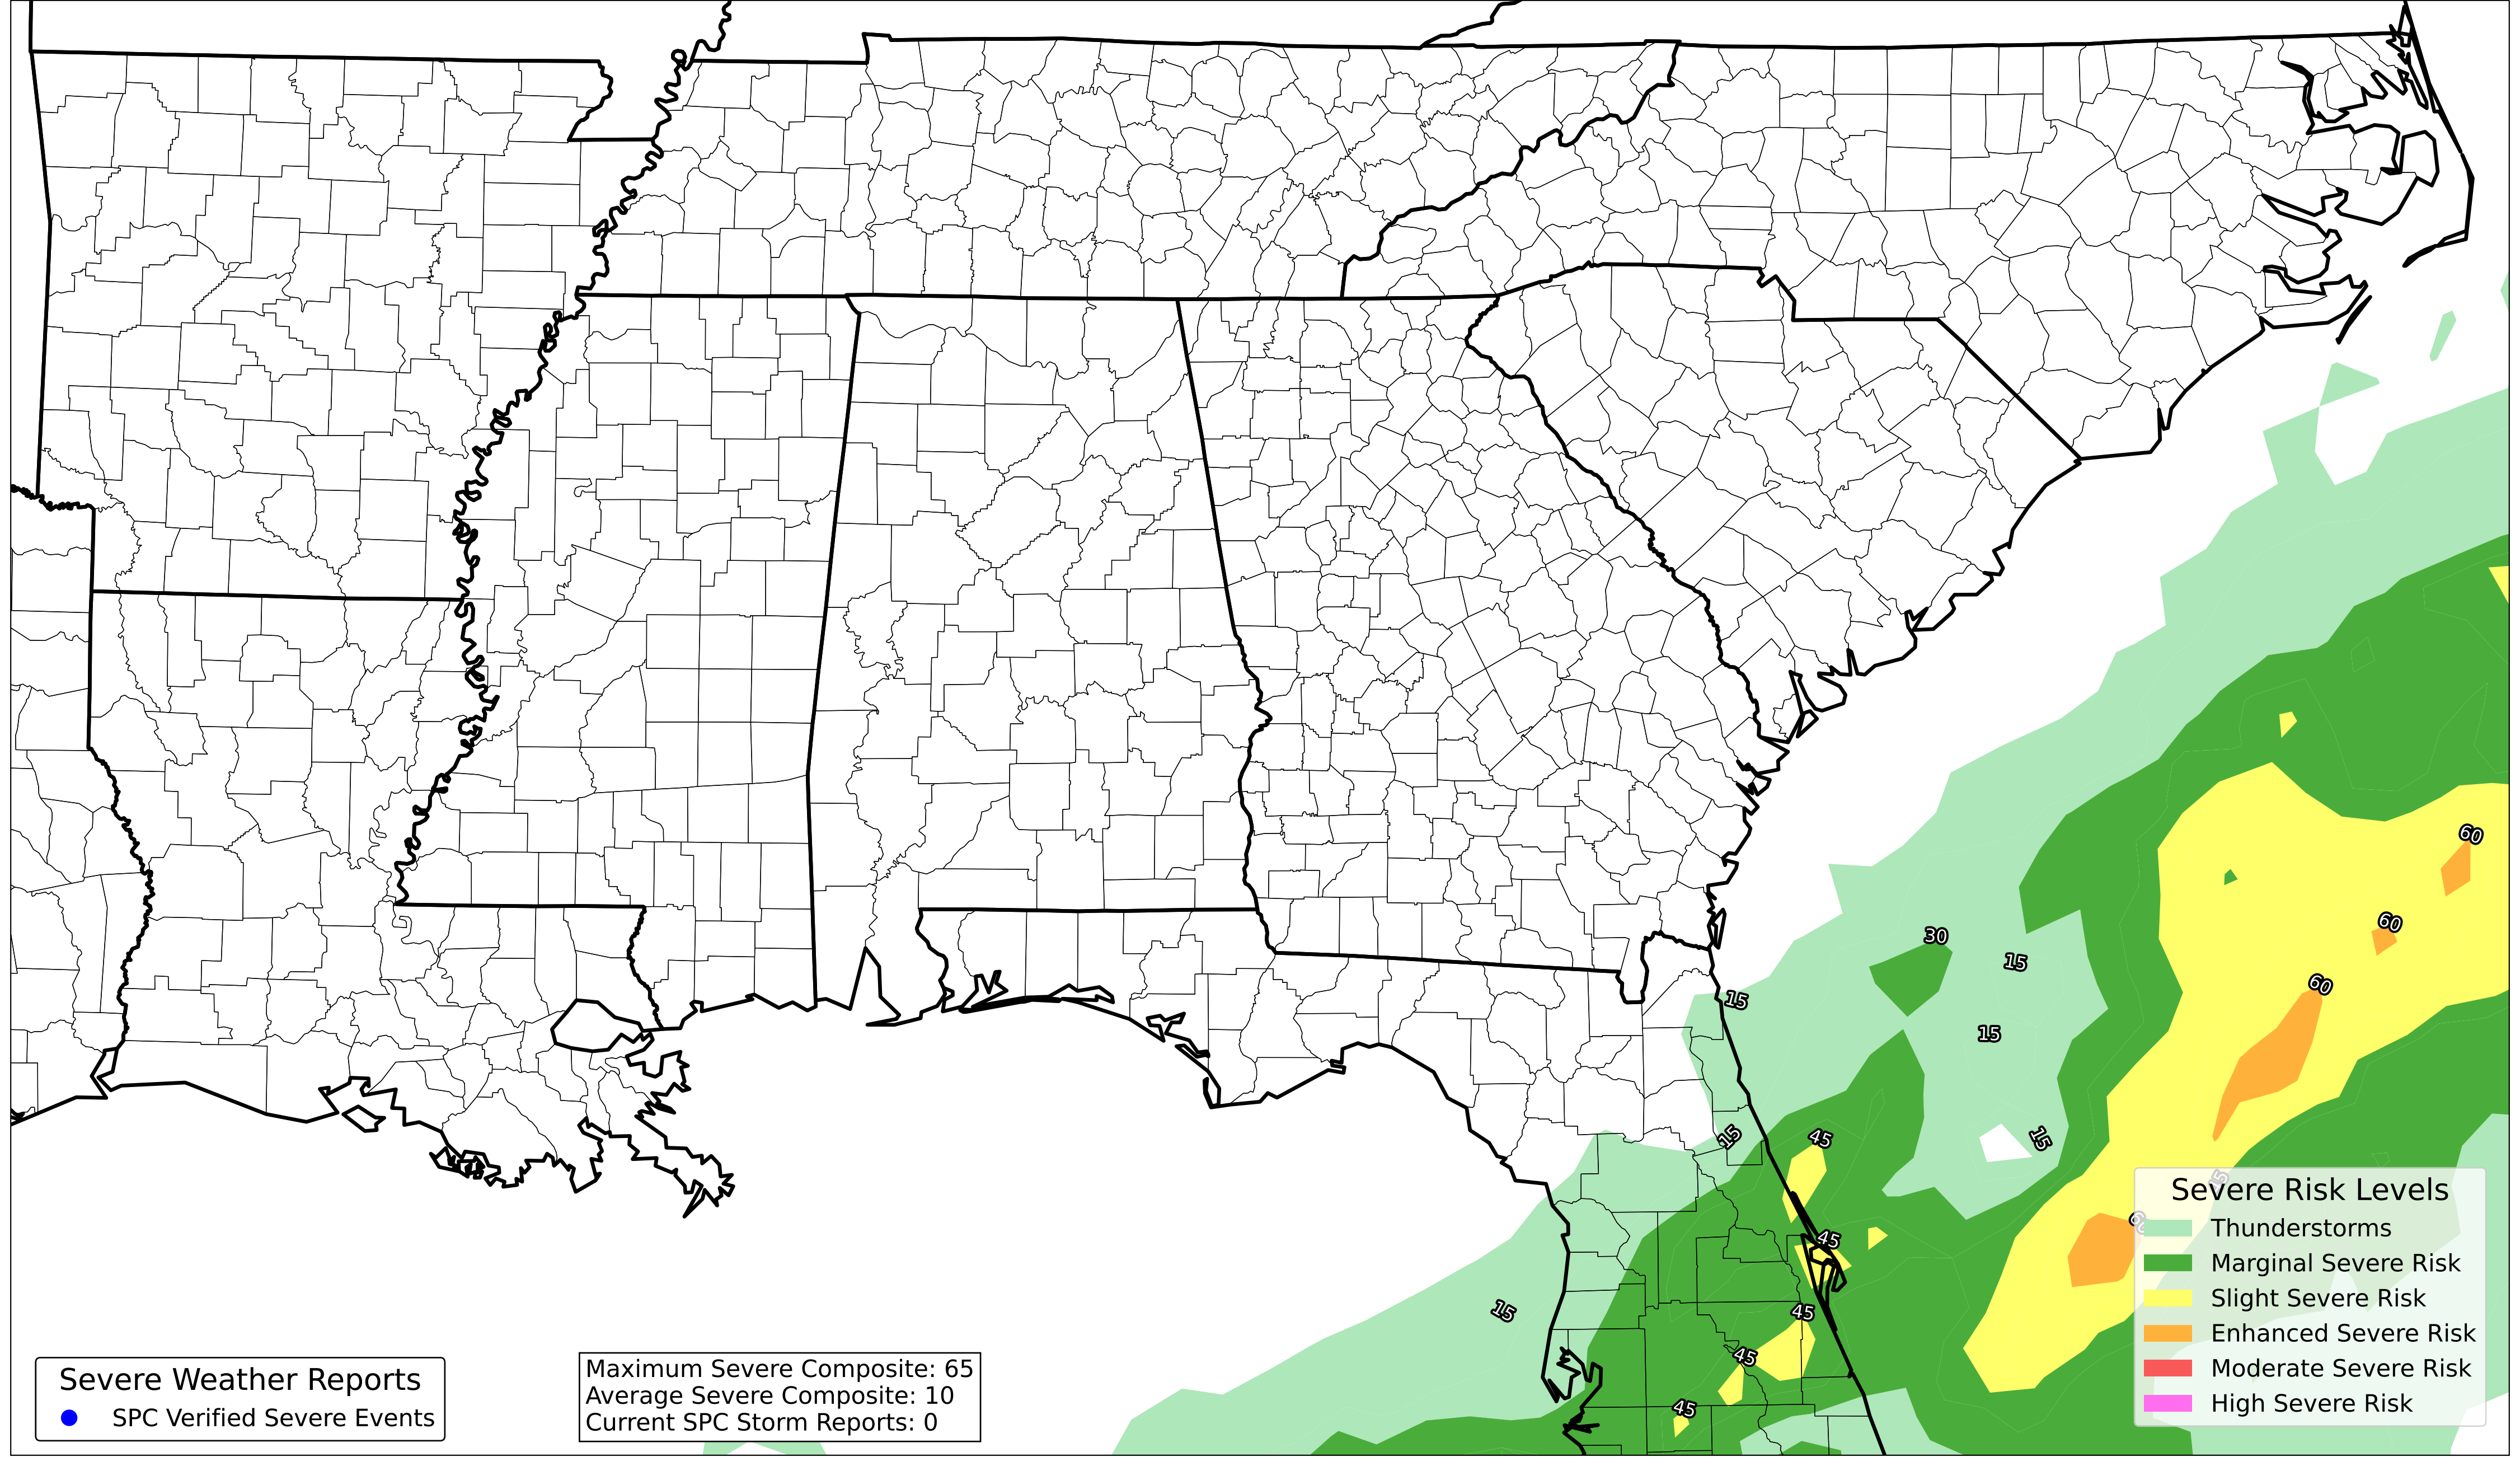 60
60
30
15
60
15
15
45
15
15
45
15
45
45
45
Severe Risk Levels
Thunderstorms
Marginal Severe Risk
Slight Severe Risk
Enhanced Severe Risk
Moderate Severe Risk
High Severe Risk
Severe Weather Reports
SPC Verified Severe Events
Maximum Severe Composite: 65
Average Severe Composite: 10
Current SPC Storm Reports: 0